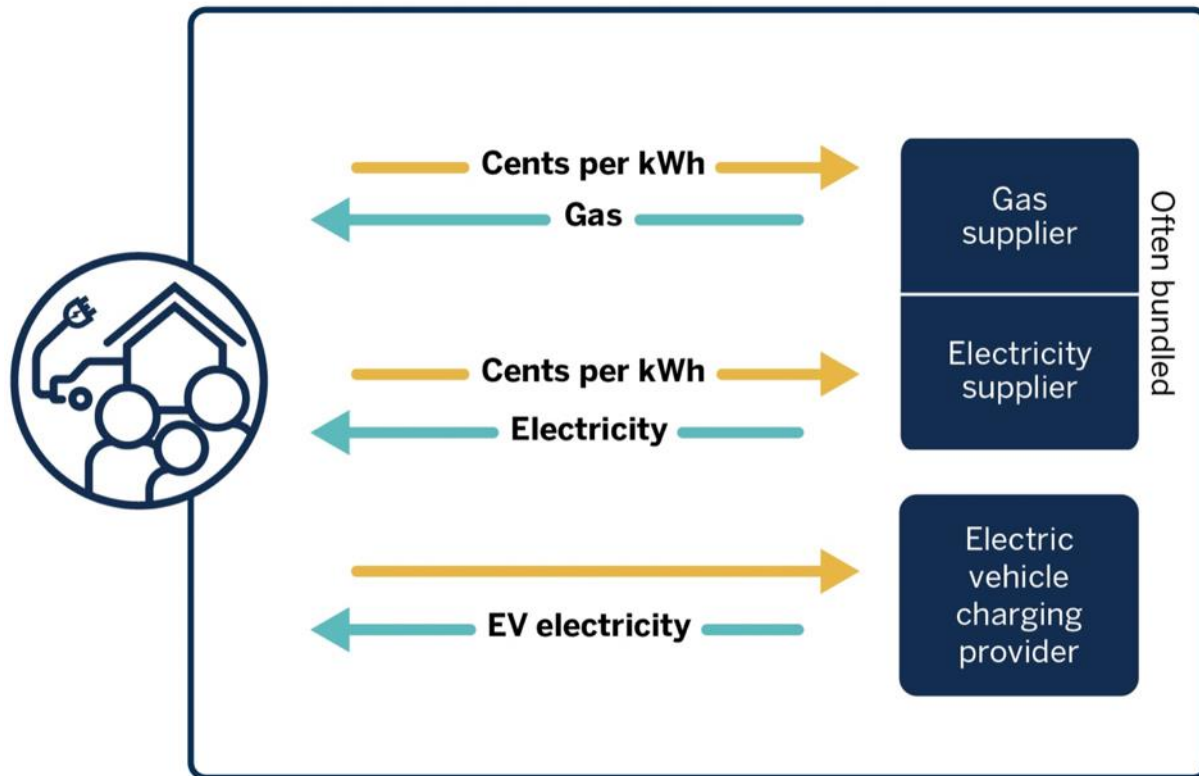 Cents per kWh
Gas
Gas
supplier
Often bundled
Cents per kWh
Electricity
Electricity
supplier
EV electricity
Electric
vehicle
charging
provider